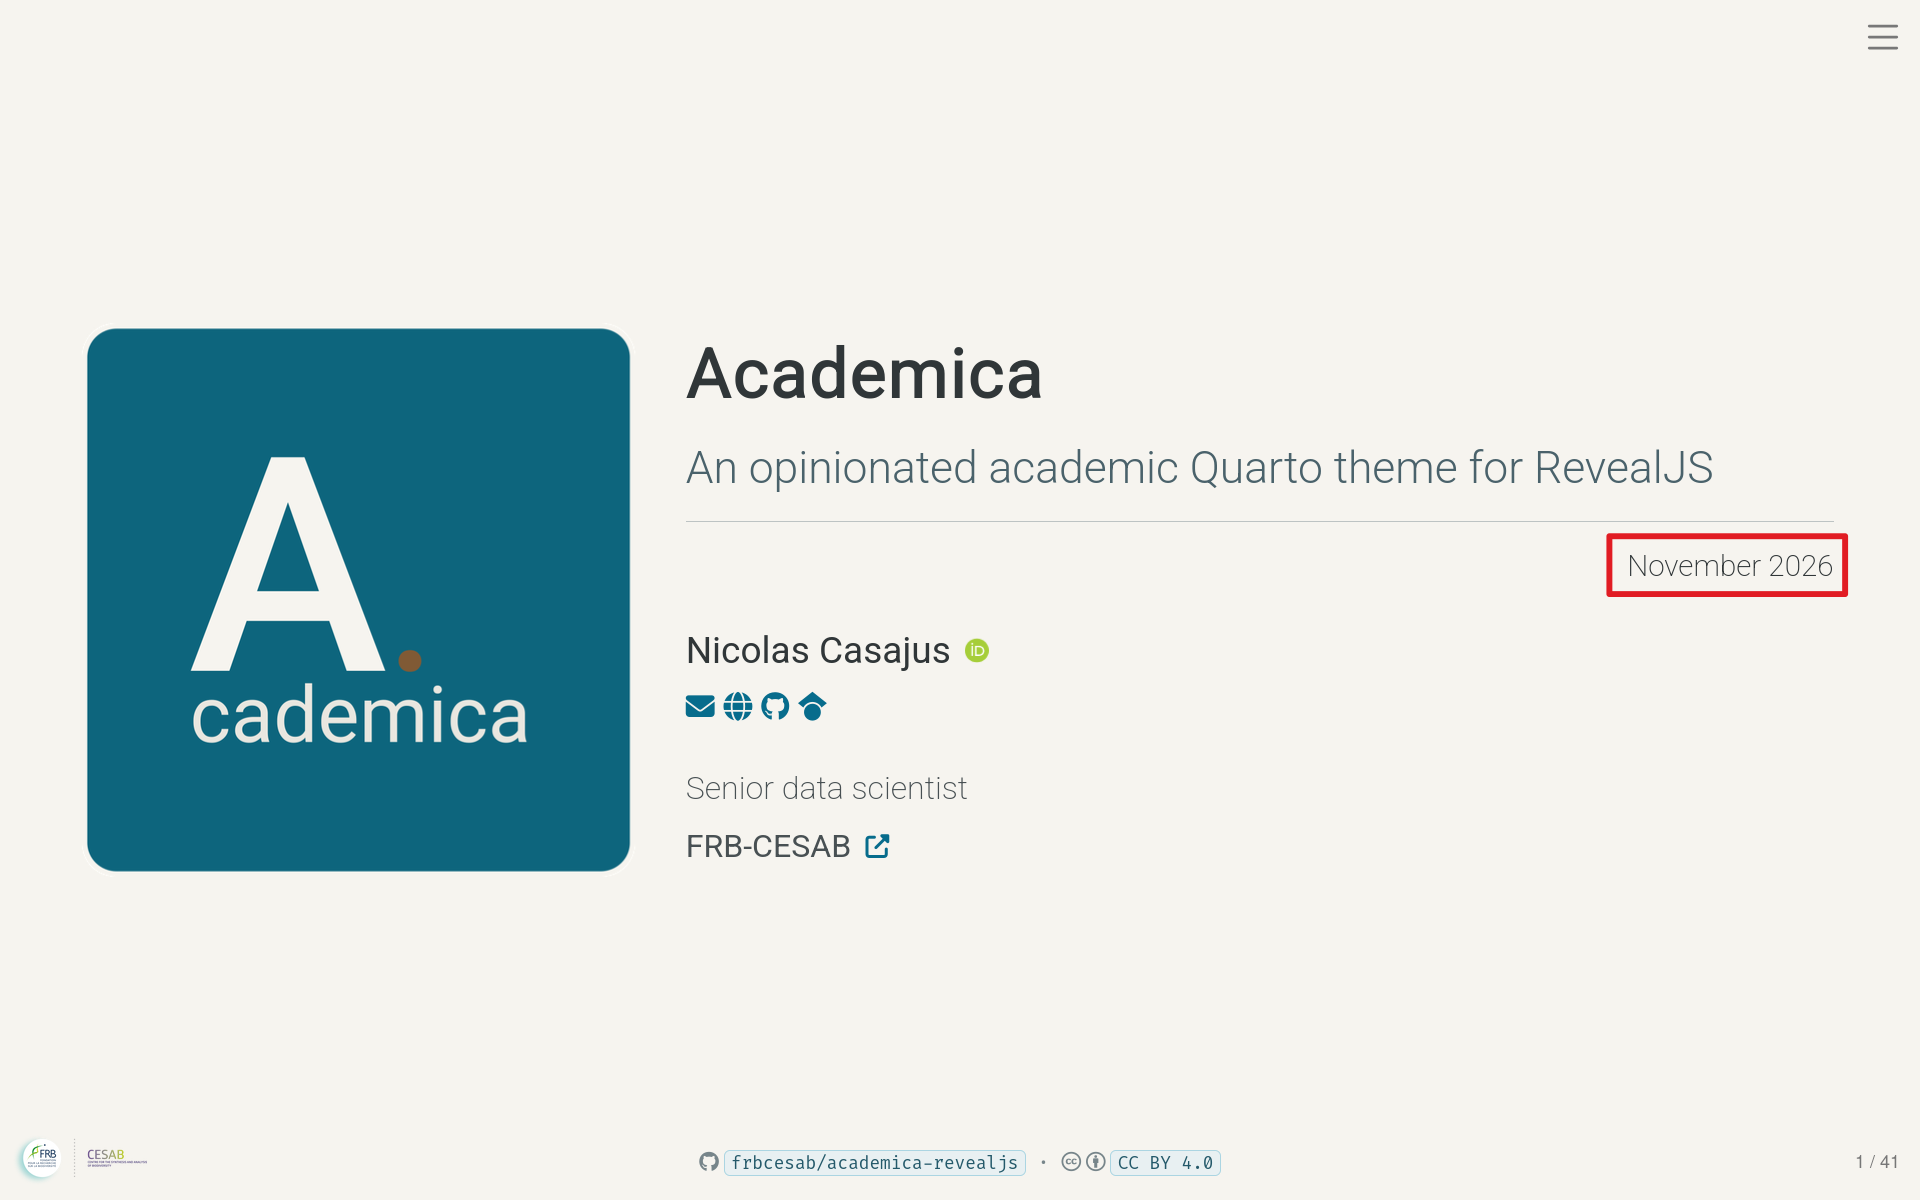 A.
cademica
Academica
An opinionated academic Quarto theme for RevealJS
November 2026
Nicolas Casajus iD
Senior data scientist
FRB-CESAB
FRB
CESAB
frbcesab/academica-revealjs · CC BY 4.0
1 / 41